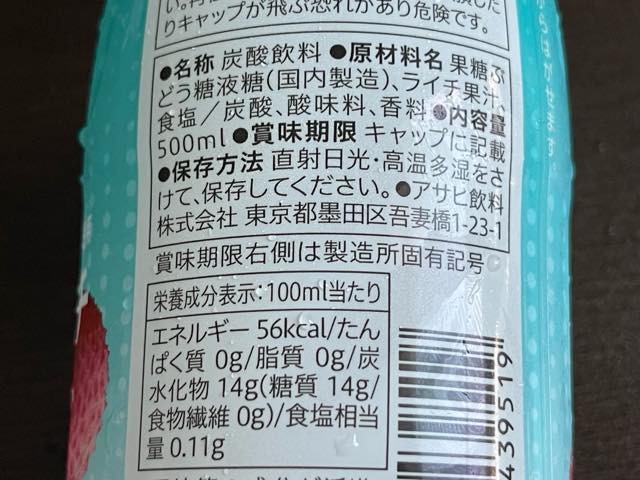 りキャップが飛ぶ恐れがあり危険です。
●名称 炭酸飲料 ●原材料名 果糖ぶ
どう糖液糖(国内製造)、ライチ果汁、
食塩/炭酸、酸味料、香料 ●内容量
500ml ●賞味期限 キャップに記載
●保存方法 直射日光・高温多湿をさ
けて、保存してください。●アサヒ飲料
株式会社 東京都墨田区吾妻橋1-23-1
賞味期限右側は製造所固有記号
栄養成分表示:100ml当たり
エネルギー 56kcal/たん
ぱく質 0g/脂質 0g/炭
水化物 14g(糖質 14g/
食物繊維 0g)/食塩相当
量 0.11g
439519
からはがせます。